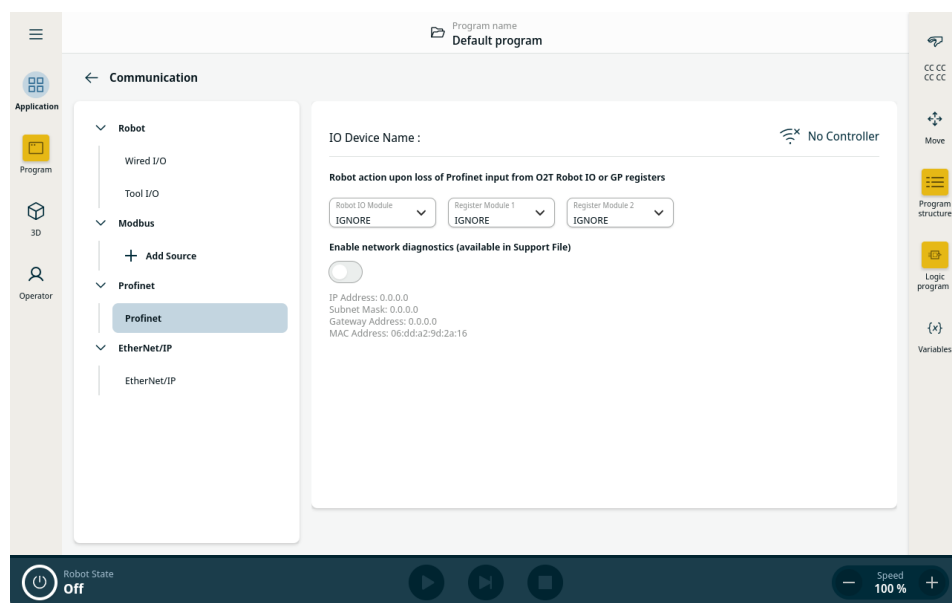 Program name
Default program
Communication
Application
Program
3D
Operator
Robot
Wired I/O
Tool I/O
Modbus
Add Source
Profinet
Profinet
EtherNet/IP
EtherNet/IP
IO Device Name :
No Controller
Robot action upon loss of Profinet input from O2T Robot IO or GP registers
Robot IO Module
IGNORE
Register Module 1
IGNORE
Register Module 2
IGNORE
Enable network diagnostics (available in Support File)
IP Address: 0.0.0.0
Subnet Mask: 0.0.0.0
Gateway Address: 0.0.0.0
MAC Address: 06:dd:a2:9d:2a:16
CC CC
CC CC
Move
Program
structure
Logic
program
{x}
Variables
Robot State
Off
Speed
100 %